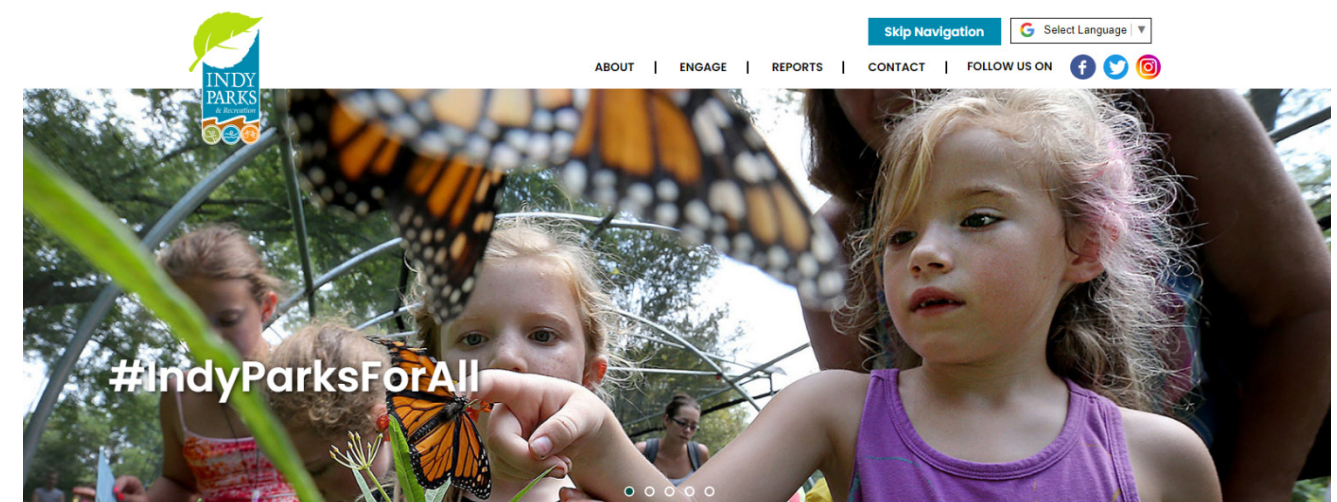 INDY
PARKS
& Recreation
Skip Navigation
Select Language ▼
ABOUT | ENGAGE | REPORTS | CONTACT | FOLLOW US ON
#IndyParksForAll